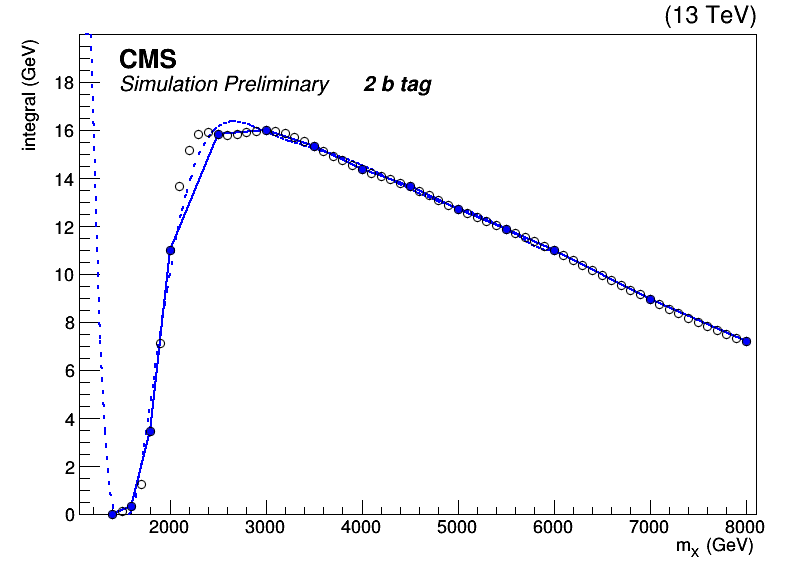 (13 TeV)
integral (GeV)
CMS
Simulation Preliminary 2 b tag
18
16
14
12
10
8
6
4
2
0
2000 3000 4000 5000 6000 7000 8000
mX (GeV)